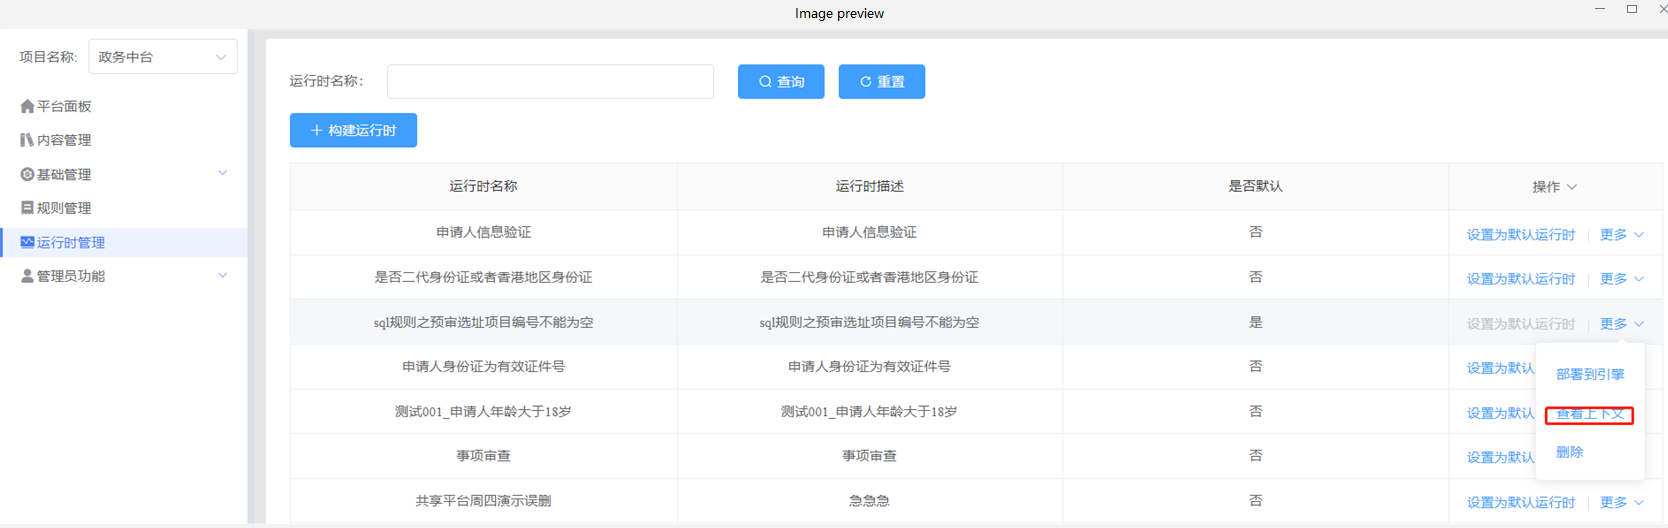 Image preview
项目名称: 政务中台
平台面板
内容管理
基础管理
规则管理
运行时管理
管理员功能
运行时名称: 查询 重置
构建运行时
运行时名称 运行时描述 是否默认 操作
申请人信息验证 申请人信息验证 否 设置为默认运行时 更多
是否二代身份证或者香港地区身份证 是否二代身份证或者香港地区身份证 否 设置为默认运行时 更多
sql规则之预审选址项目编号不能为空 sql规则之预审选址项目编号不能为空 是 设置为默认运行时 更多
申请人身份证为有效证件号 申请人身份证为有效证件号 否 设置为默认
测试001_申请人年龄大于18岁 测试001_申请人年龄大于18岁 否 设置为默认
事项审查 事项审查 否 设置为默认
共享平台周四演示误删 急急急 否 设置为默认运行时 更多
部署到引擎
查看上下文
删除